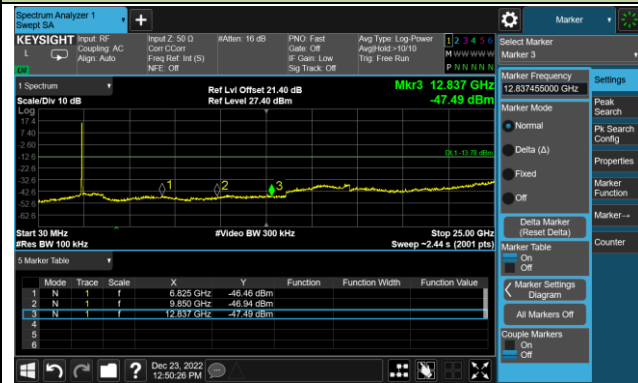 Spectrum Analyzer 1
Swept SA
+
Marker
KEYSIGHT Input: RF Input Z: 50 Ω #Atten: 16 dB PNO: Fast Avg Type: Log-Power 1 2 3 4 5 6
L Coupling: AC Corr CCorr Gate: Off Avg|Hold:>10/10 M W W W W W
Align: Auto Freq Ref: Int (S) IF Gain: Low Trig: Free Run
NFE: Off Sig Track: Off P N N N N N
Select Marker
Marker 3
1 Spectrum
Ref Lvl Offset 21.40 dB
Mkr3 12.837 GHz
Scale/Div 10 dB
Ref Level 27.40 dBm
-47.49 dBm
Log
17.4
7.40
-2.60
-12.6
DL1 -13.78 dBm
-22.6
-32.6
-42.6
-52.6
-62.6
1
2
3
Start 30 MHz
#Video BW 300 kHz
Stop 25.00 GHz
#Res BW 100 kHz
Sweep ~2.44 s (2001 pts)
5 Marker Table
Mode Trace Scale X Y Function Function Width Function Value
1 N 1 f 6.825 GHz -46.46 dBm
2 N 1 f 9.850 GHz -46.94 dBm
3 N 1 f 12.837 GHz -47.49 dBm
4
5
6
Marker Frequency
12.837455000 GHz
Marker Mode
Normal
Delta (Δ)
Fixed
Off
Delta Marker
(Reset Delta)
Marker Table
On
Off
Marker Settings
Diagram
All Markers Off
Couple Markers
On
Off
Settings
Peak
Search
Pk Search
Config
Properties
Marker
Function
Marker→
Counter
?
Dec 23, 2022
12:50:26 PM